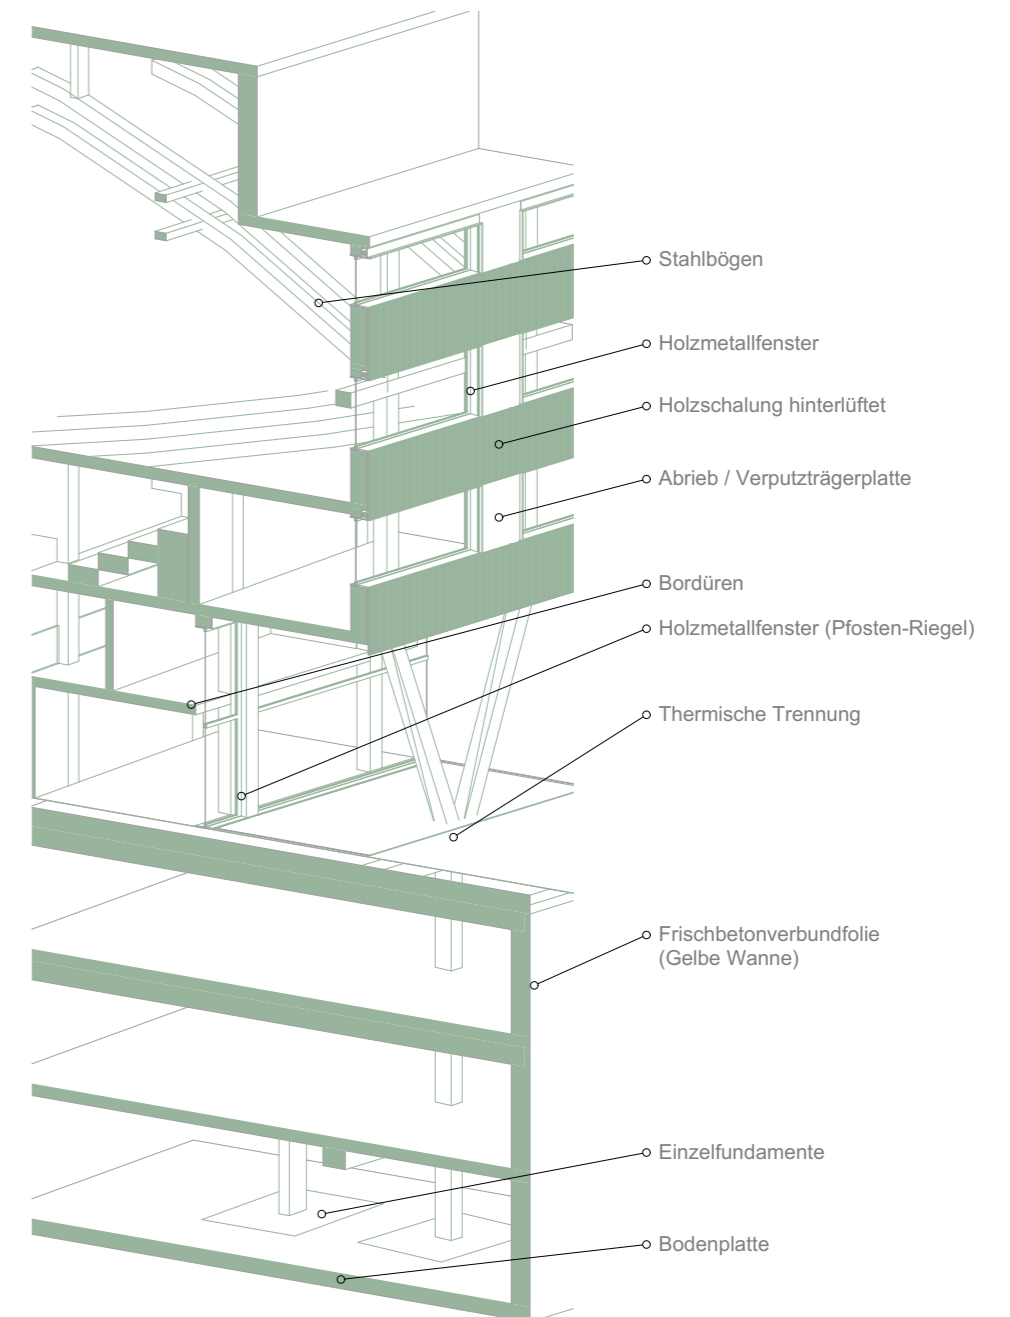 Stahlbögen
Holzmetallfenster
Holzschalung hinterlüftet
Abrieb / Verputzträgerplatte
Bordüren
Holzmetallfenster (Pfosten-Riegel)
Thermische Trennung
Frischbetonverbundfolie
(Gelbe Wanne)
Einzelfundamente
Bodenplatte